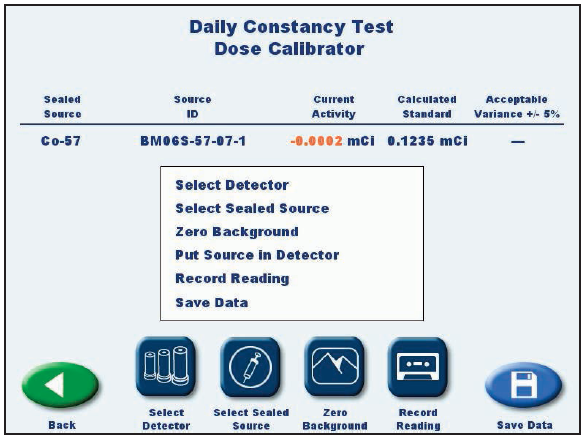 Daily Constancy Test
Dose Calibrator
Sealed Source Current Calculated Acceptable
Source ID Activity Standard Variance +/- 5%
Co-57 BM06S-57-07-1 -0.0002 mCi 0.1235 mCi —
Select Detector
Select Sealed Source
Zero Background
Put Source in Detector
Record Reading
Save Data
Select Select Sealed Zero Record
Back Detector Source Background Reading Save Data